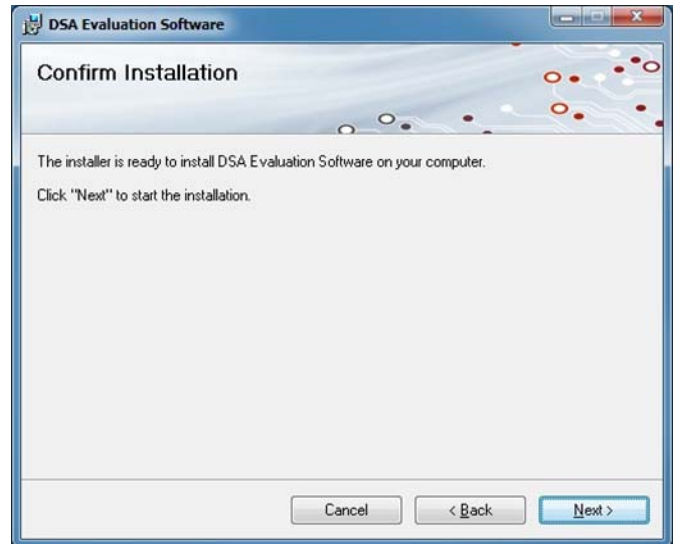 DSA Evaluation Software
Confirm Installation
The installer is ready to install DSA Evaluation Software on your computer.
Click "Next" to start the installation.
Cancel
< Back
Next >